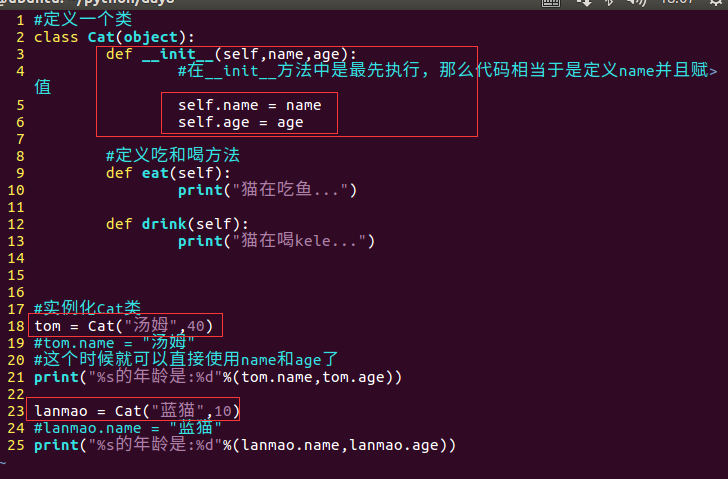 @ubuntu: ~/python/day8
1 #定义一个类
2 class Cat(object):
3 def __init__(self,name,age):
4 #在__init__方法中是最先执行，那么代码相当于是定义name并且赋>
值
5 self.name = name
6 self.age = age
7
8 #定义吃和喝方法
9 def eat(self):
10 print("猫在吃鱼...")
11
12 def drink(self):
13 print("猫在喝kele...")
14
15
16
17 #实例化Cat类
18 tom = Cat("汤姆",40)
19 #tom.name = "汤姆"
20 #这个时候就可以直接使用name和age了
21 print("%s的年龄是:%d"%(tom.name,tom.age))
22
23 lanmao = Cat("蓝猫",10)
24 #lanmao.name = "蓝猫"
25 print("%s的年龄是:%d"%(lanmao.name,lanmao.age))
~